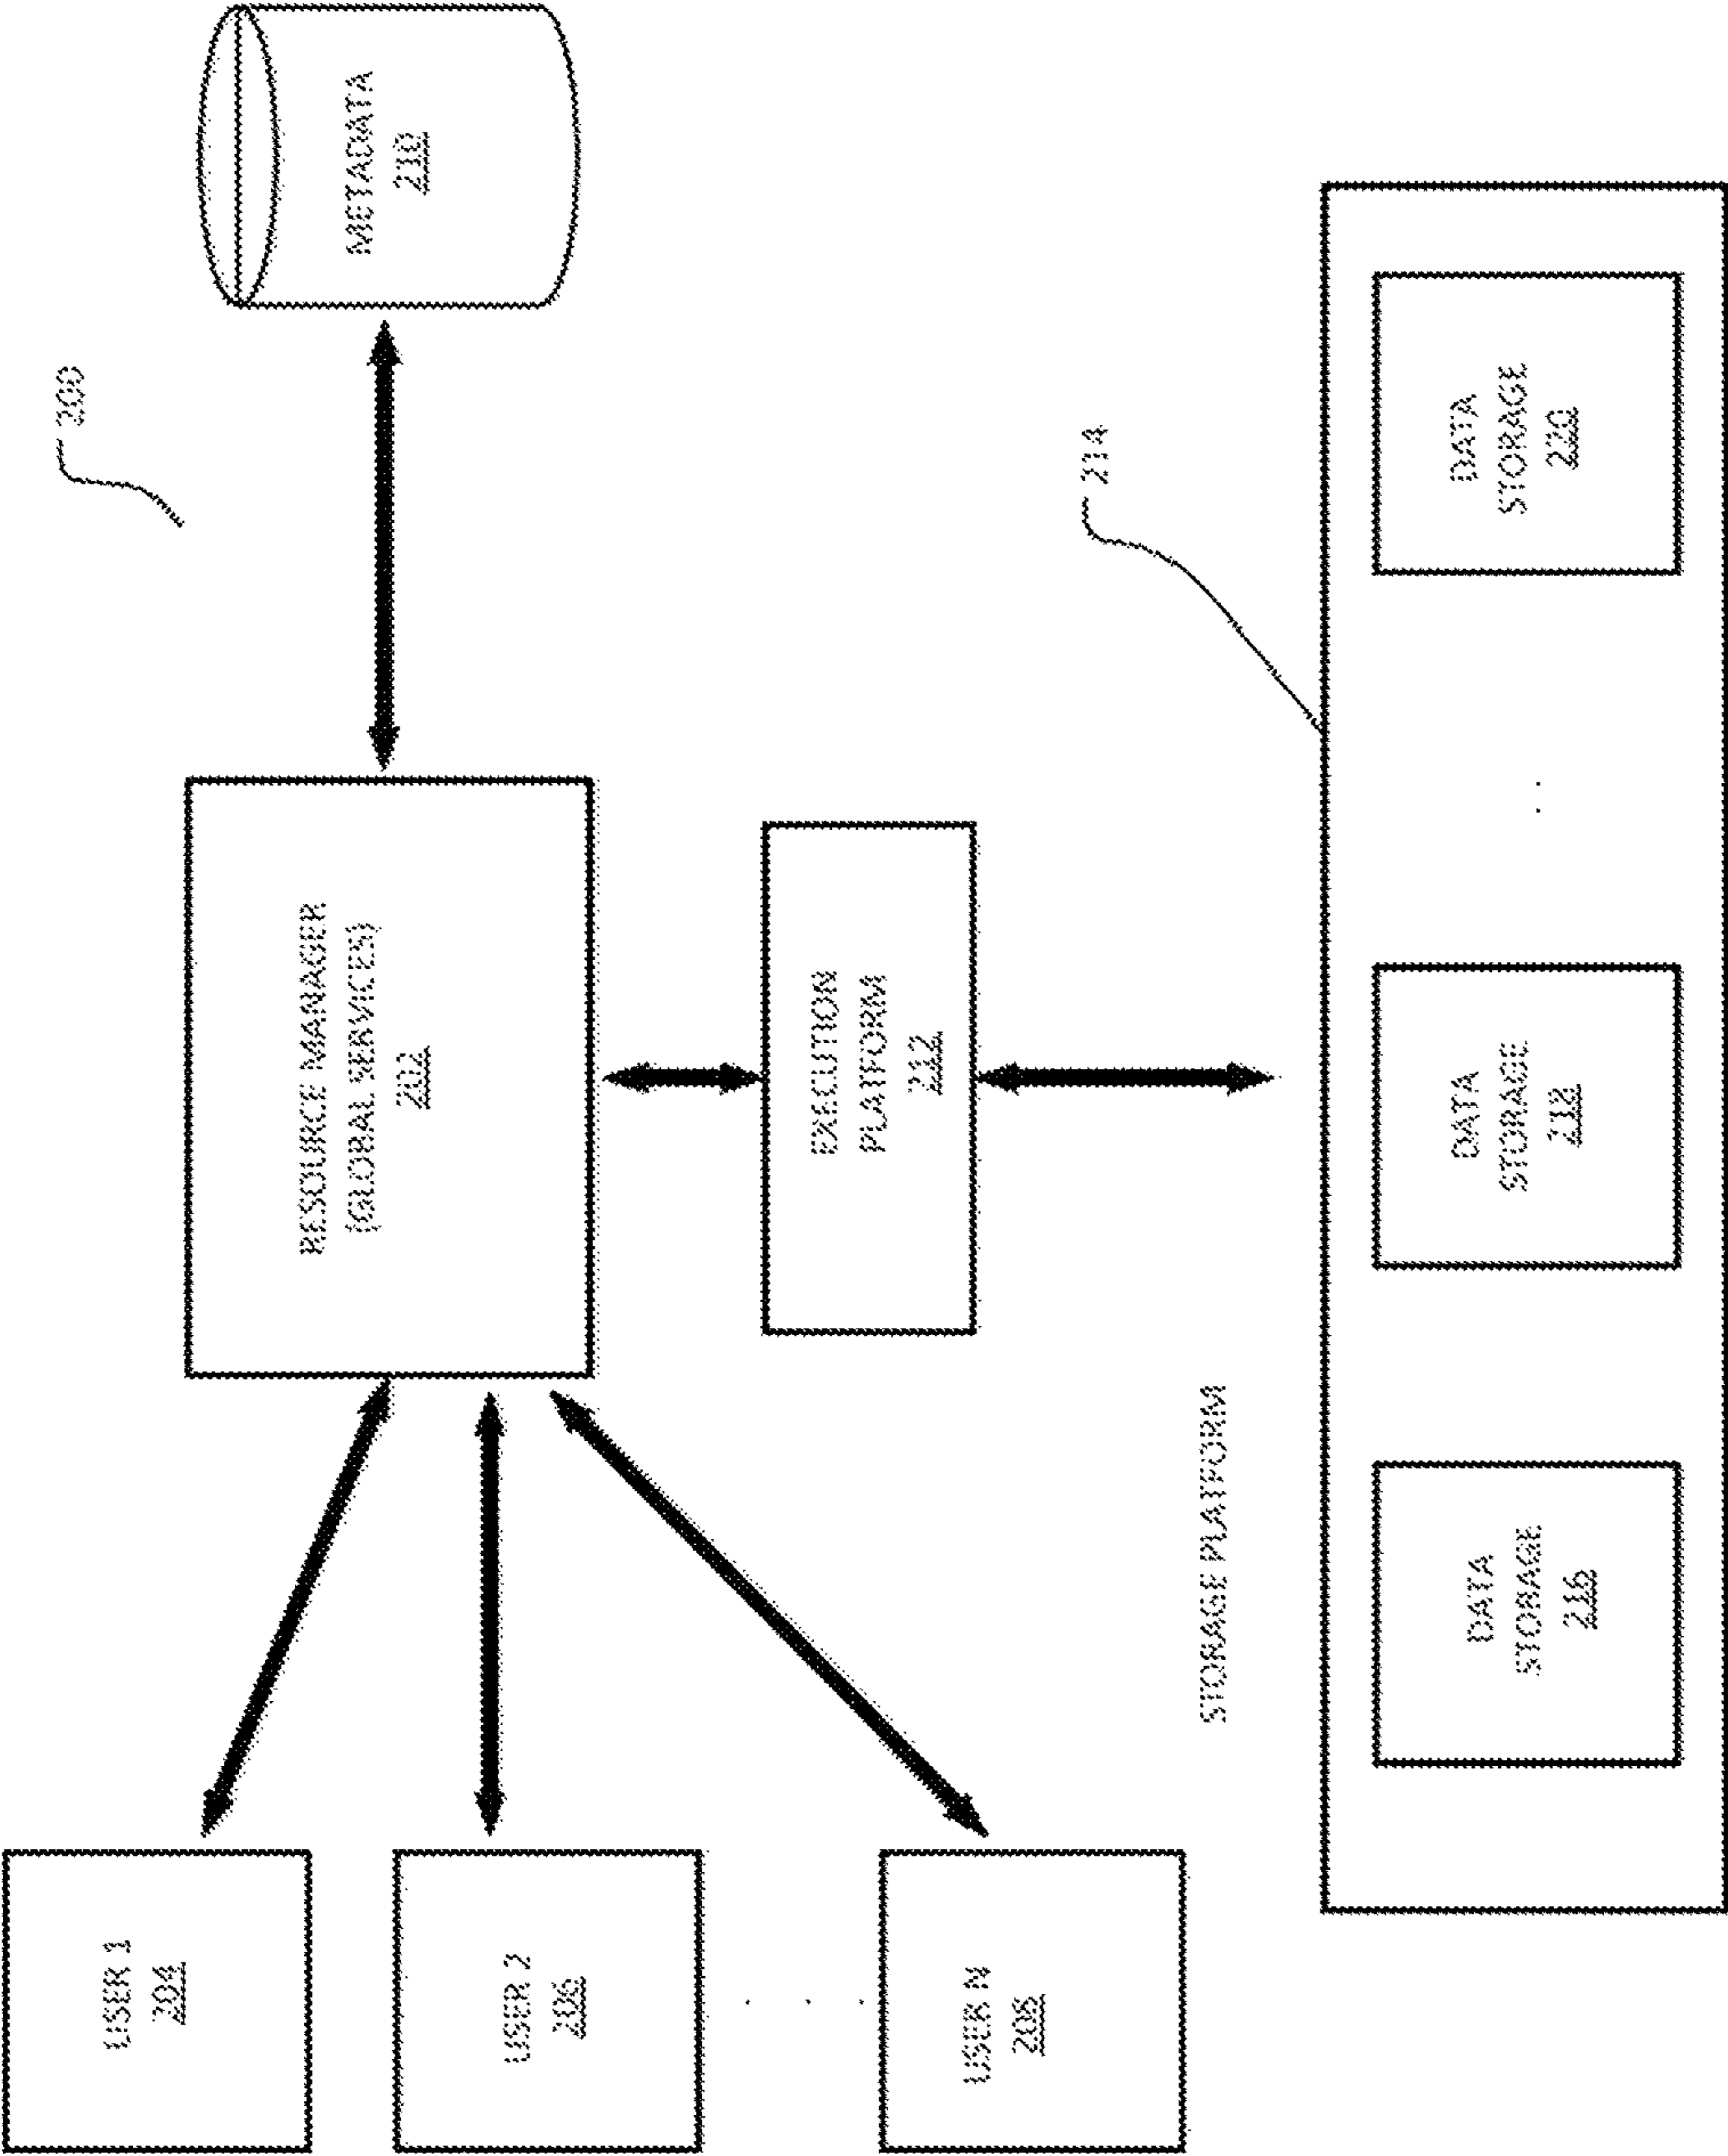 200
USER 1
204
USER 2
206
USER N
208
RESOURCE MANAGER
(GLOBAL SERVICES)
202
METADATA
210
EXECUTION
PLATFORM
212
STORAGE PLATFORM
214
DATA
STORAGE
216
DATA
STORAGE
218
DATA
STORAGE
220